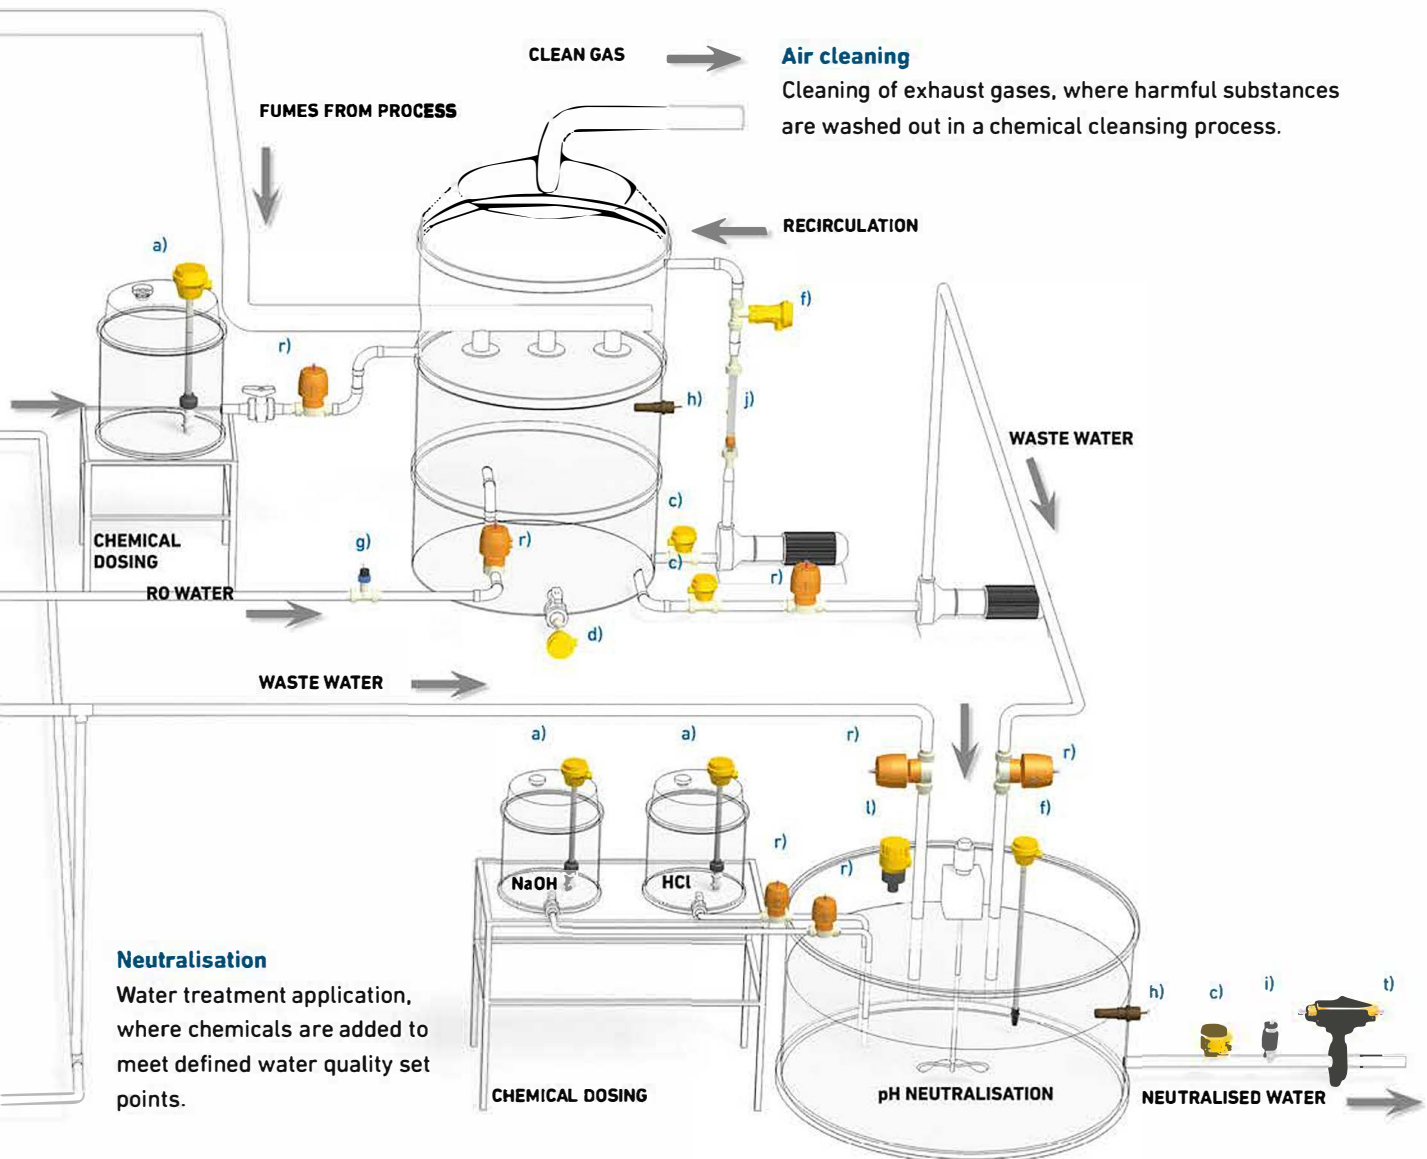 CLEAN GAS
Air cleaning
Cleaning of exhaust gases, where harmful substances
are washed out in a chemical cleansing process.
FUMES FROM PROCESS
RECIRCULATION
a)
f)
r)
h)
j)
WASTE WATER
c)
CHEMICAL
DOSING
g)
r)
c)
r)
RO WATER
d)
WASTE WATER
a)
a)
r)
r)
l)
f)
r)
r)
NaOH
HCl
Neutralisation
Water treatment application,
where chemicals are added to
meet defined water quality set
points.
h)
c)
i)
t)
CHEMICAL DOSING
pH NEUTRALISATION
NEUTRALISED WATER